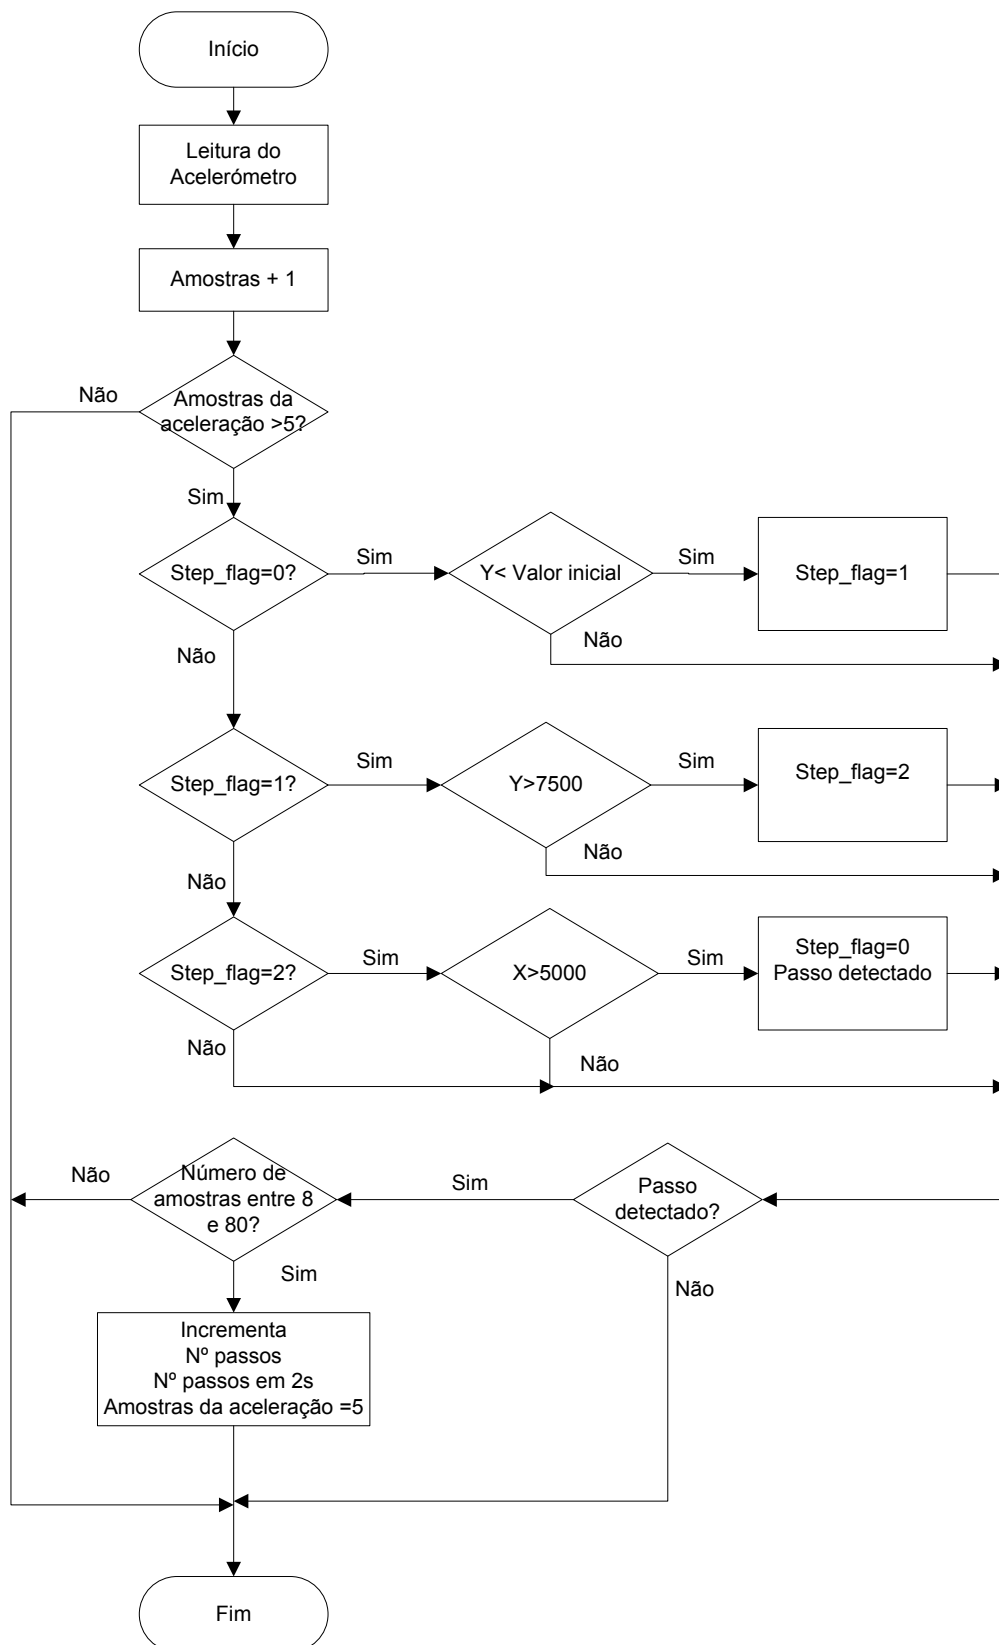 Início
Leitura do
Acelerómetro
Amostras + 1
Não
Amostras da
aceleração >5?
Sim
Step_flag=0?
Sim
Y< Valor inicial
Sim
Step_flag=1
Não
Não
Step_flag=1?
Sim
Y>7500
Sim
Step_flag=2
Não
Não
Step_flag=2?
Sim
X>5000
Sim
Step_flag=0
Passo detectado
Não
Não
Não
Número de
amostras entre 8
e 80?
Sim
Passo
detectado?
Sim
Não
Incrementa
Nº passos
Nº passos em 2s
Amostras da aceleração =5
Fim